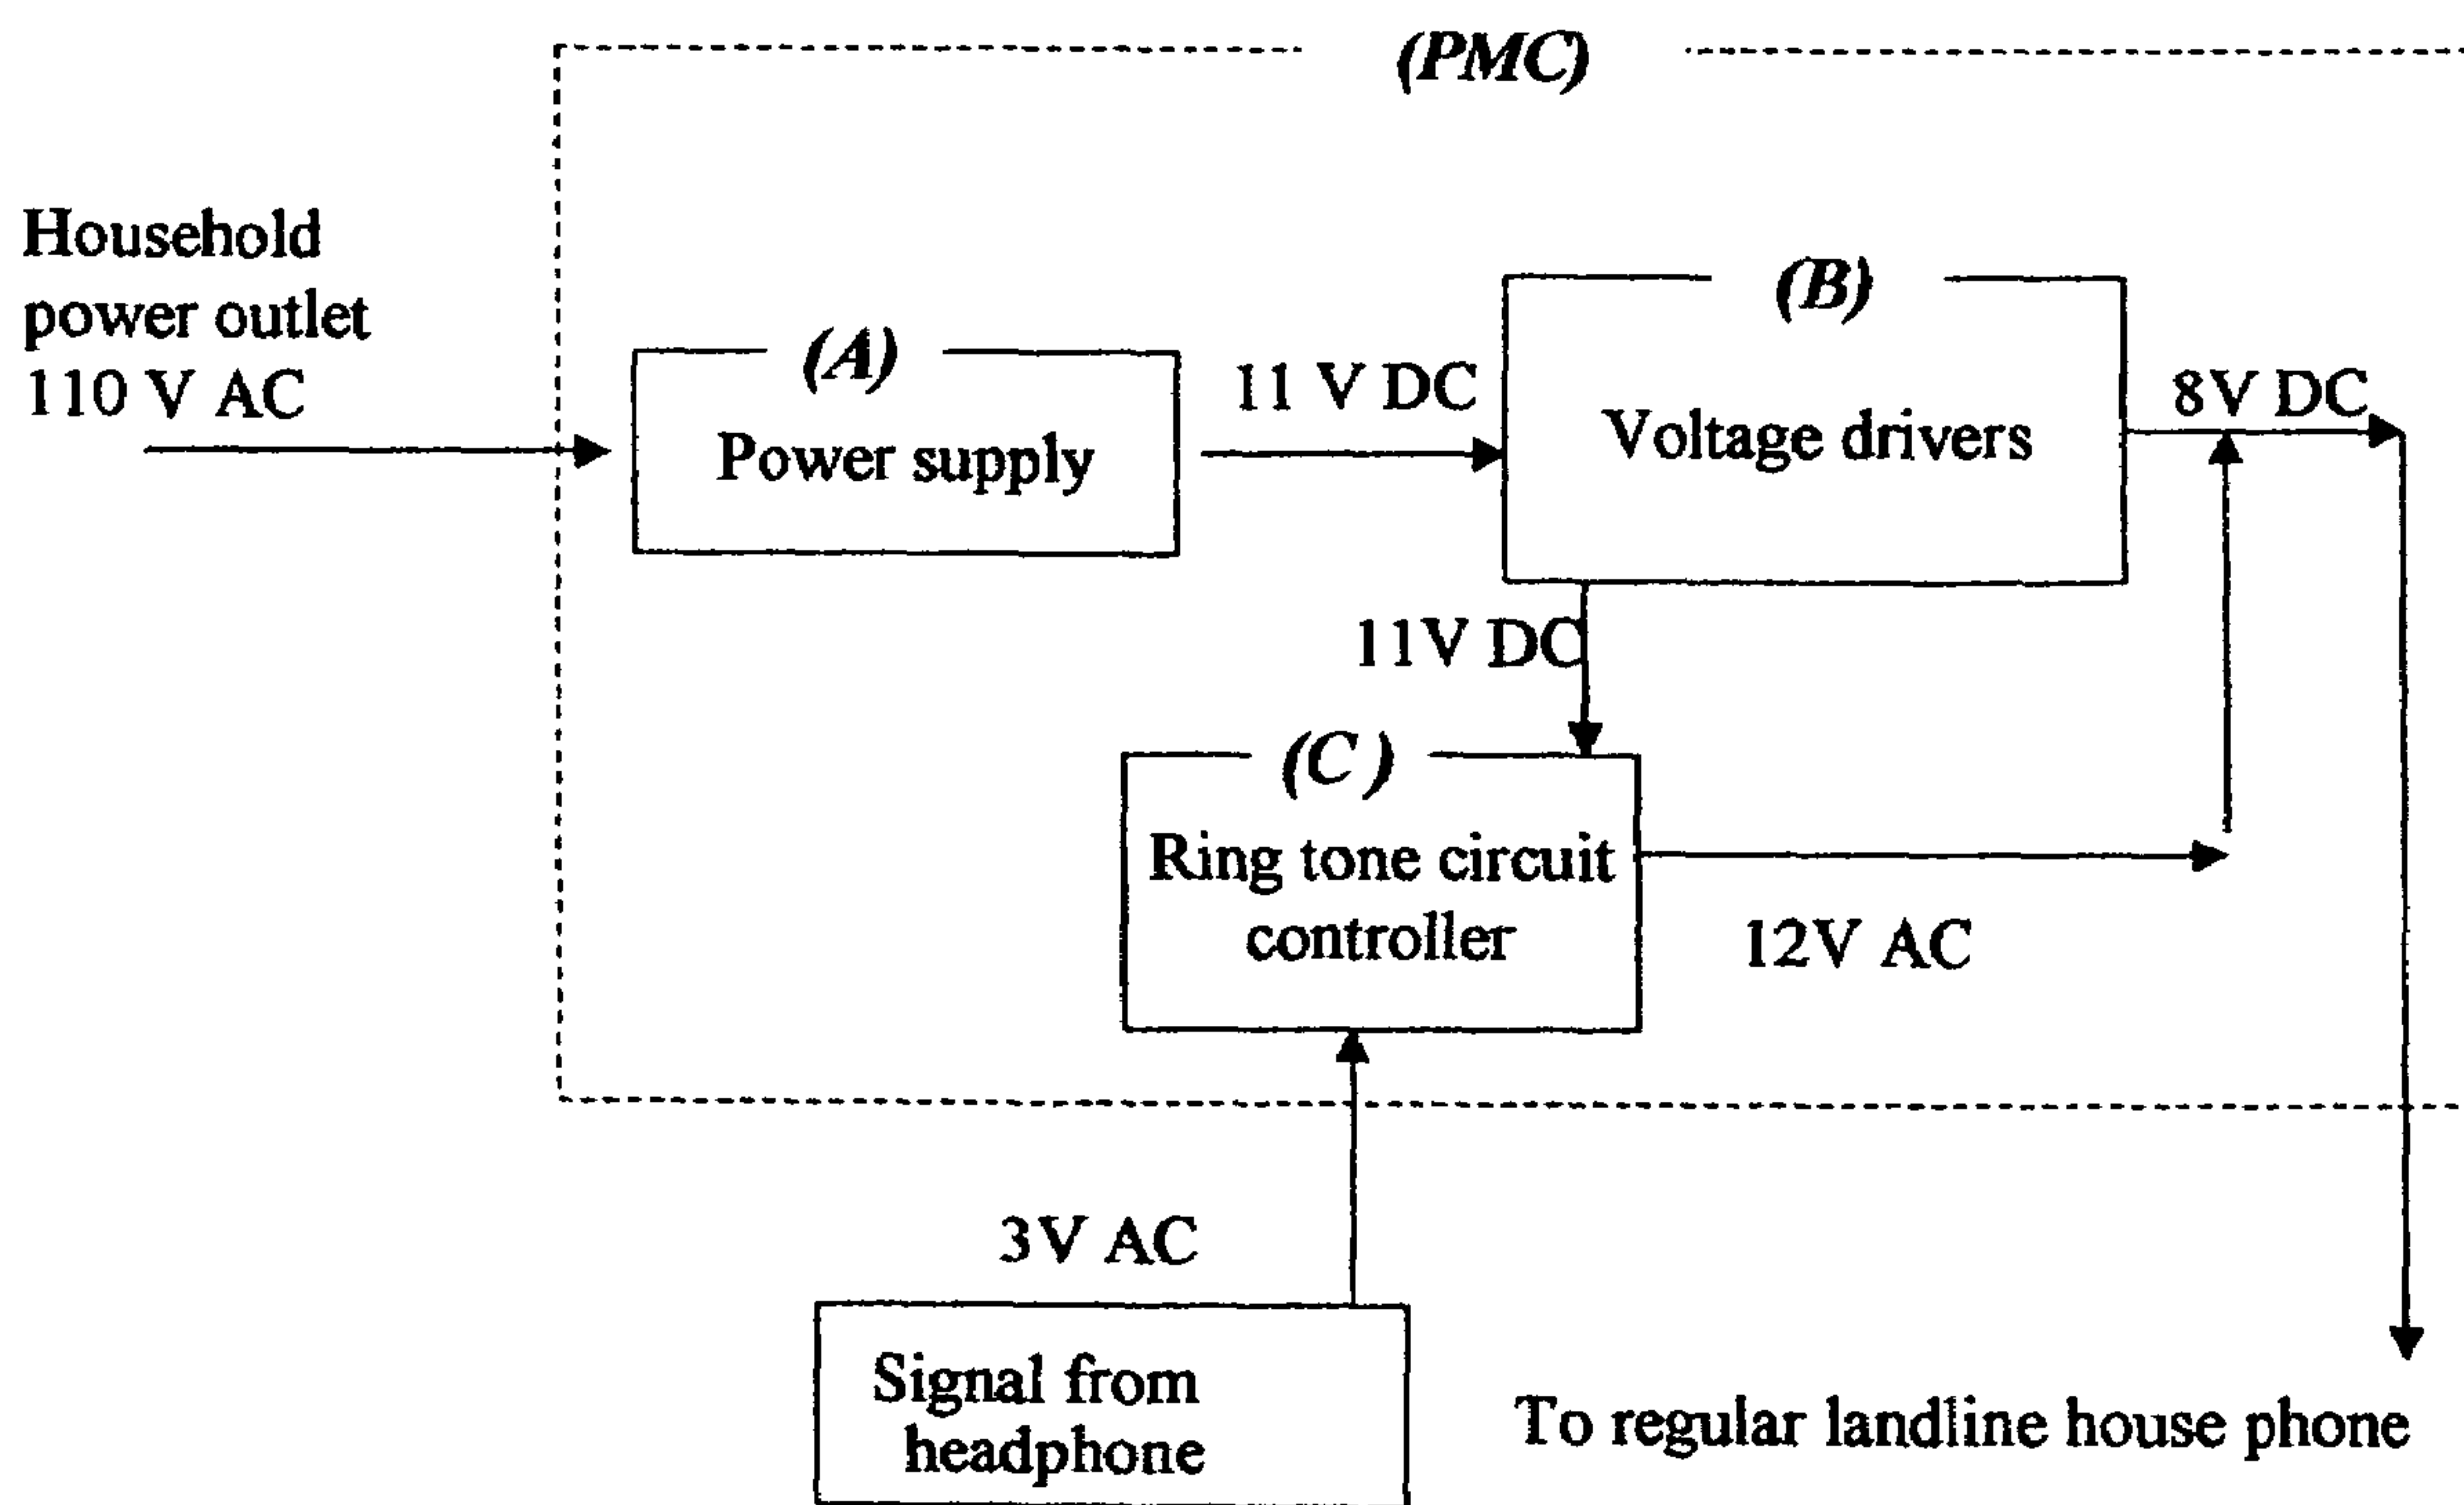 (PMC)
Household
power outlet
110 V AC
(A)
Power supply
11 V DC
(B)
Voltage drivers
8V DC
11V DC
(C )
Ring tone circuit
controller
12V AC
3V AC
Signal from
headphone
To regular landline house phone